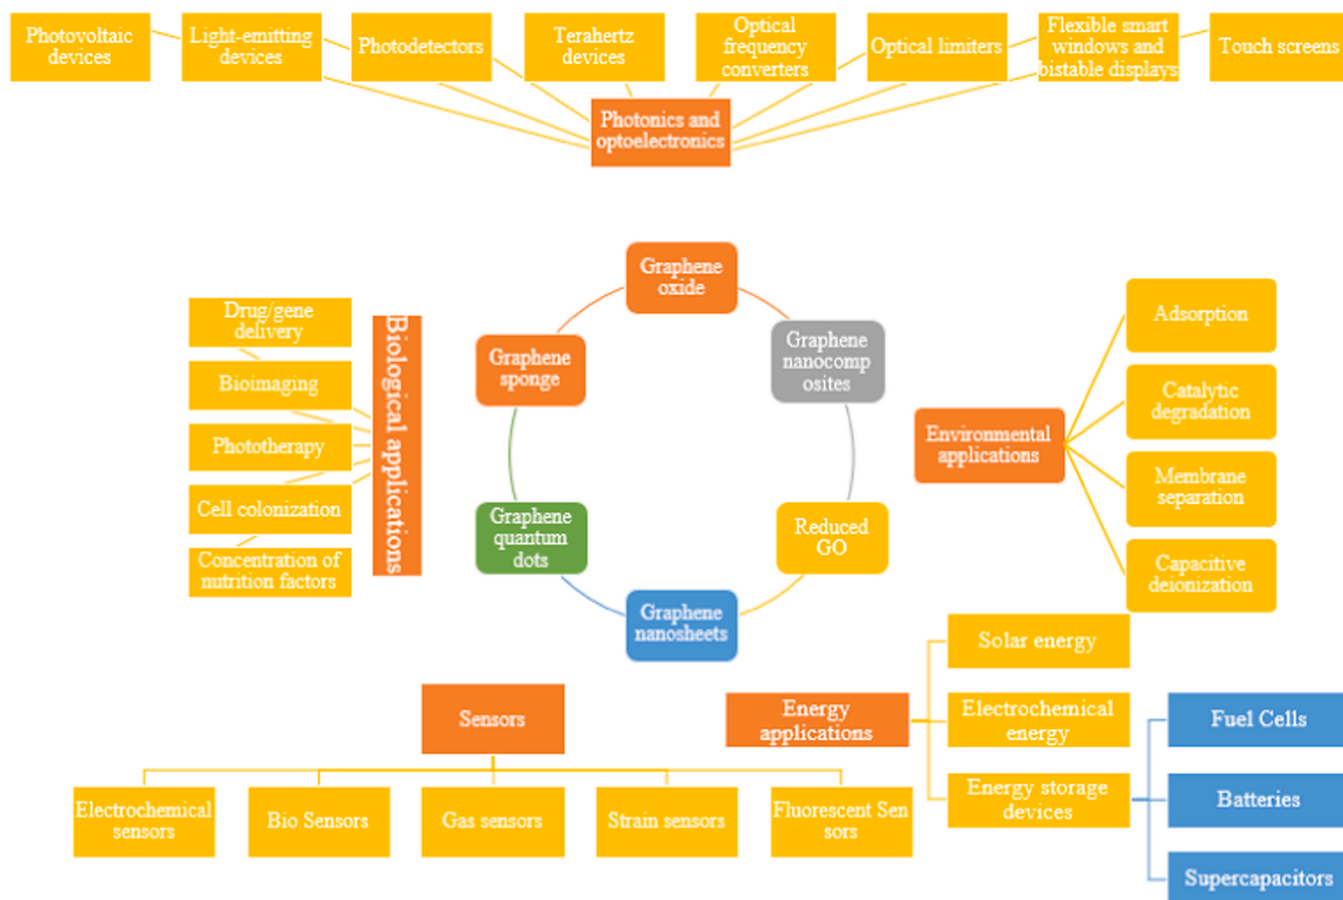 Photovoltaic
devices
Light-emitting
devices
Photodetectors
Terahertz
devices
Optical
frequency
converters
Optical limiters
Flexible smart
windows and
bistable displays
Touch screens
Photonics and
optoelectronics
Graphene
oxide
Graphene
nanocomp
osites
Reduced
GO
Graphene
nanosheets
Graphene
quantum
dots
Graphene
sponge
Biological applications
Drug/gene
delivery
Bioimaging
Phototherapy
Cell colonization
Concentration of
nutrition factors
Environmental
applications
Adsorption
Catalytic
degradation
Membrane
separation
Capacitive
deionization
Sensors
Electrochemical
sensors
Bio Sensors
Gas sensors
Strain sensors
Fluorescent Sen
sors
Energy
applications
Solar energy
Electrochemical
energy
Energy storage
devices
Fuel Cells
Batteries
Supercapacitors